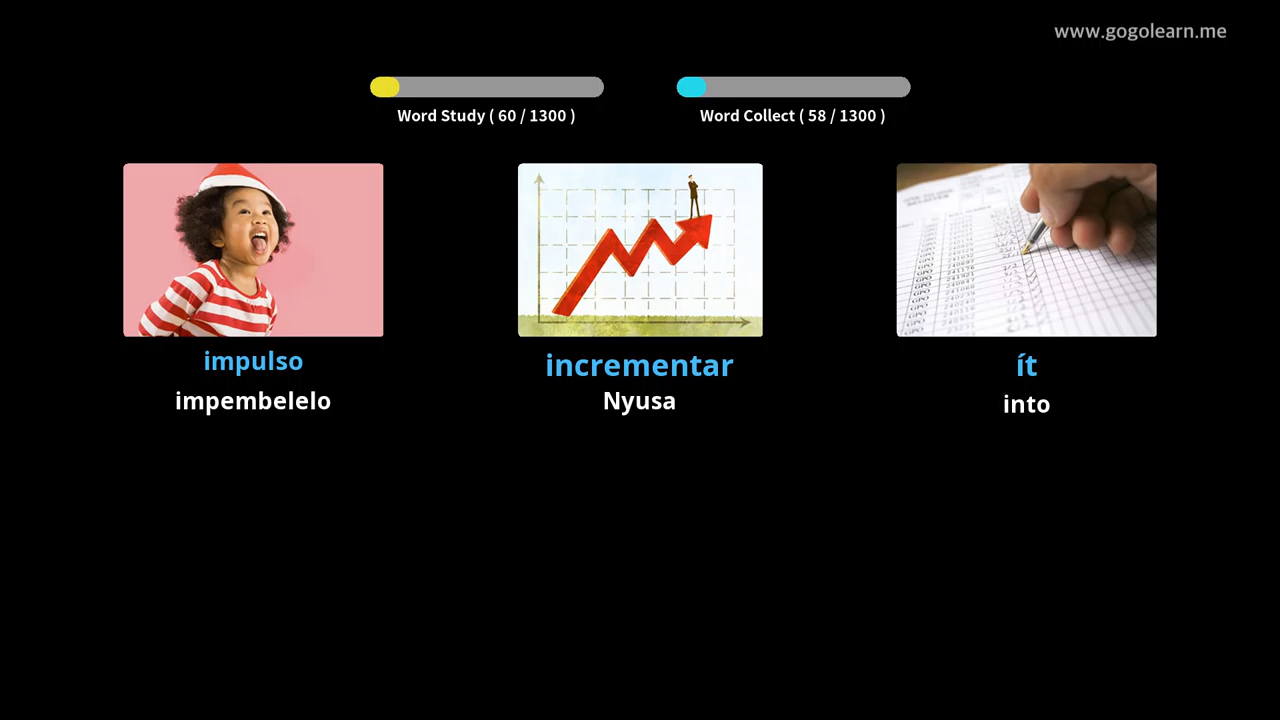 www.gogolearn.me
Word Study ( 60 / 1300 )
Word Collect ( 58 / 1300 )
impulso
incrementar
ít
impembelelo
Nyusa
into